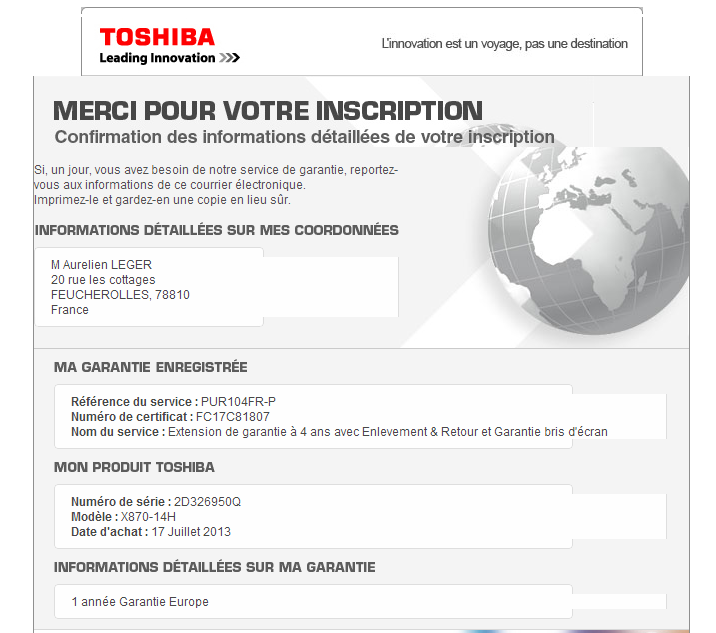 TOSHIBA
Leading Innovation >>>
L'innovation est un voyage, pas une destination
MERCI POUR VOTRE INSCRIPTION
Confirmation des informations détaillées de votre inscription
Si, un jour, vous avez besoin de notre service de garantie, reportez-
vous aux informations de ce courrier électronique.
Imprimez-le et gardez-en une copie en lieu sûr.
INFORMATIONS DÉTAILLÉES SUR MES COORDONNÉES
M Aurelien LEGER
20 rue les cottages
FEUCHEROLLES, 78810
France
MA GARANTIE ENREGISTRÉE
Référence du service : PUR104FR-P
Numéro de certificat : FC17C81807
Nom du service : Extension de garantie à 4 ans avec Enlevement & Retour et Garantie bris d'écran
MON PRODUIT TOSHIBA
Numéro de série : 2D326950Q
Modèle : X870-14H
Date d'achat : 17 Juillet 2013
INFORMATIONS DÉTAILLÉES SUR MA GARANTIE
1 année Garantie Europe